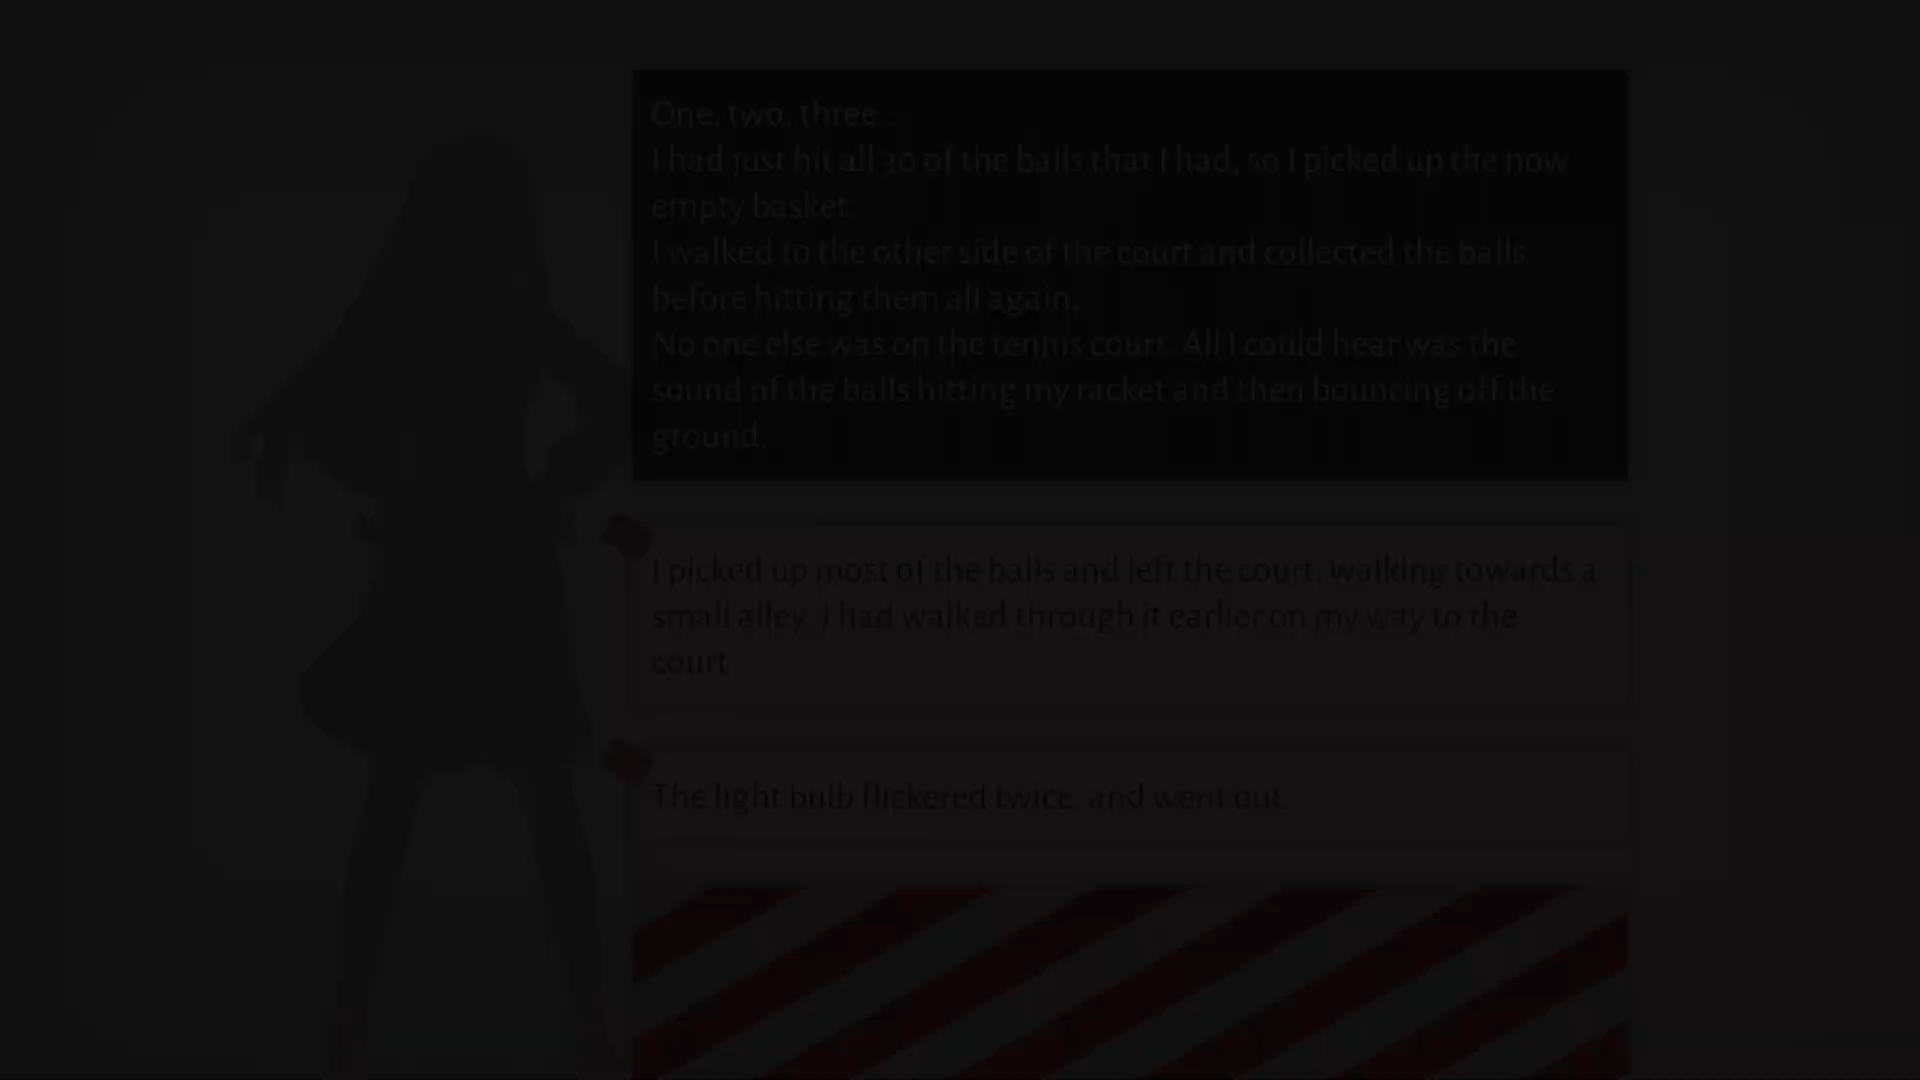 One, two, three...
I had just hit all 30 of the balls that I had, so I picked up the now
empty basket.
I walked to the other side of the court and collected the balls
before hitting them all again.
No one else was on the tennis court. All I could hear was the
sound of the balls hitting my racket and then bouncing off the
ground.
I picked up most of the balls and left the court, walking towards a
small alley. I had walked through it earlier on my way to the
court.
The light bulb flickered twice, and went out.